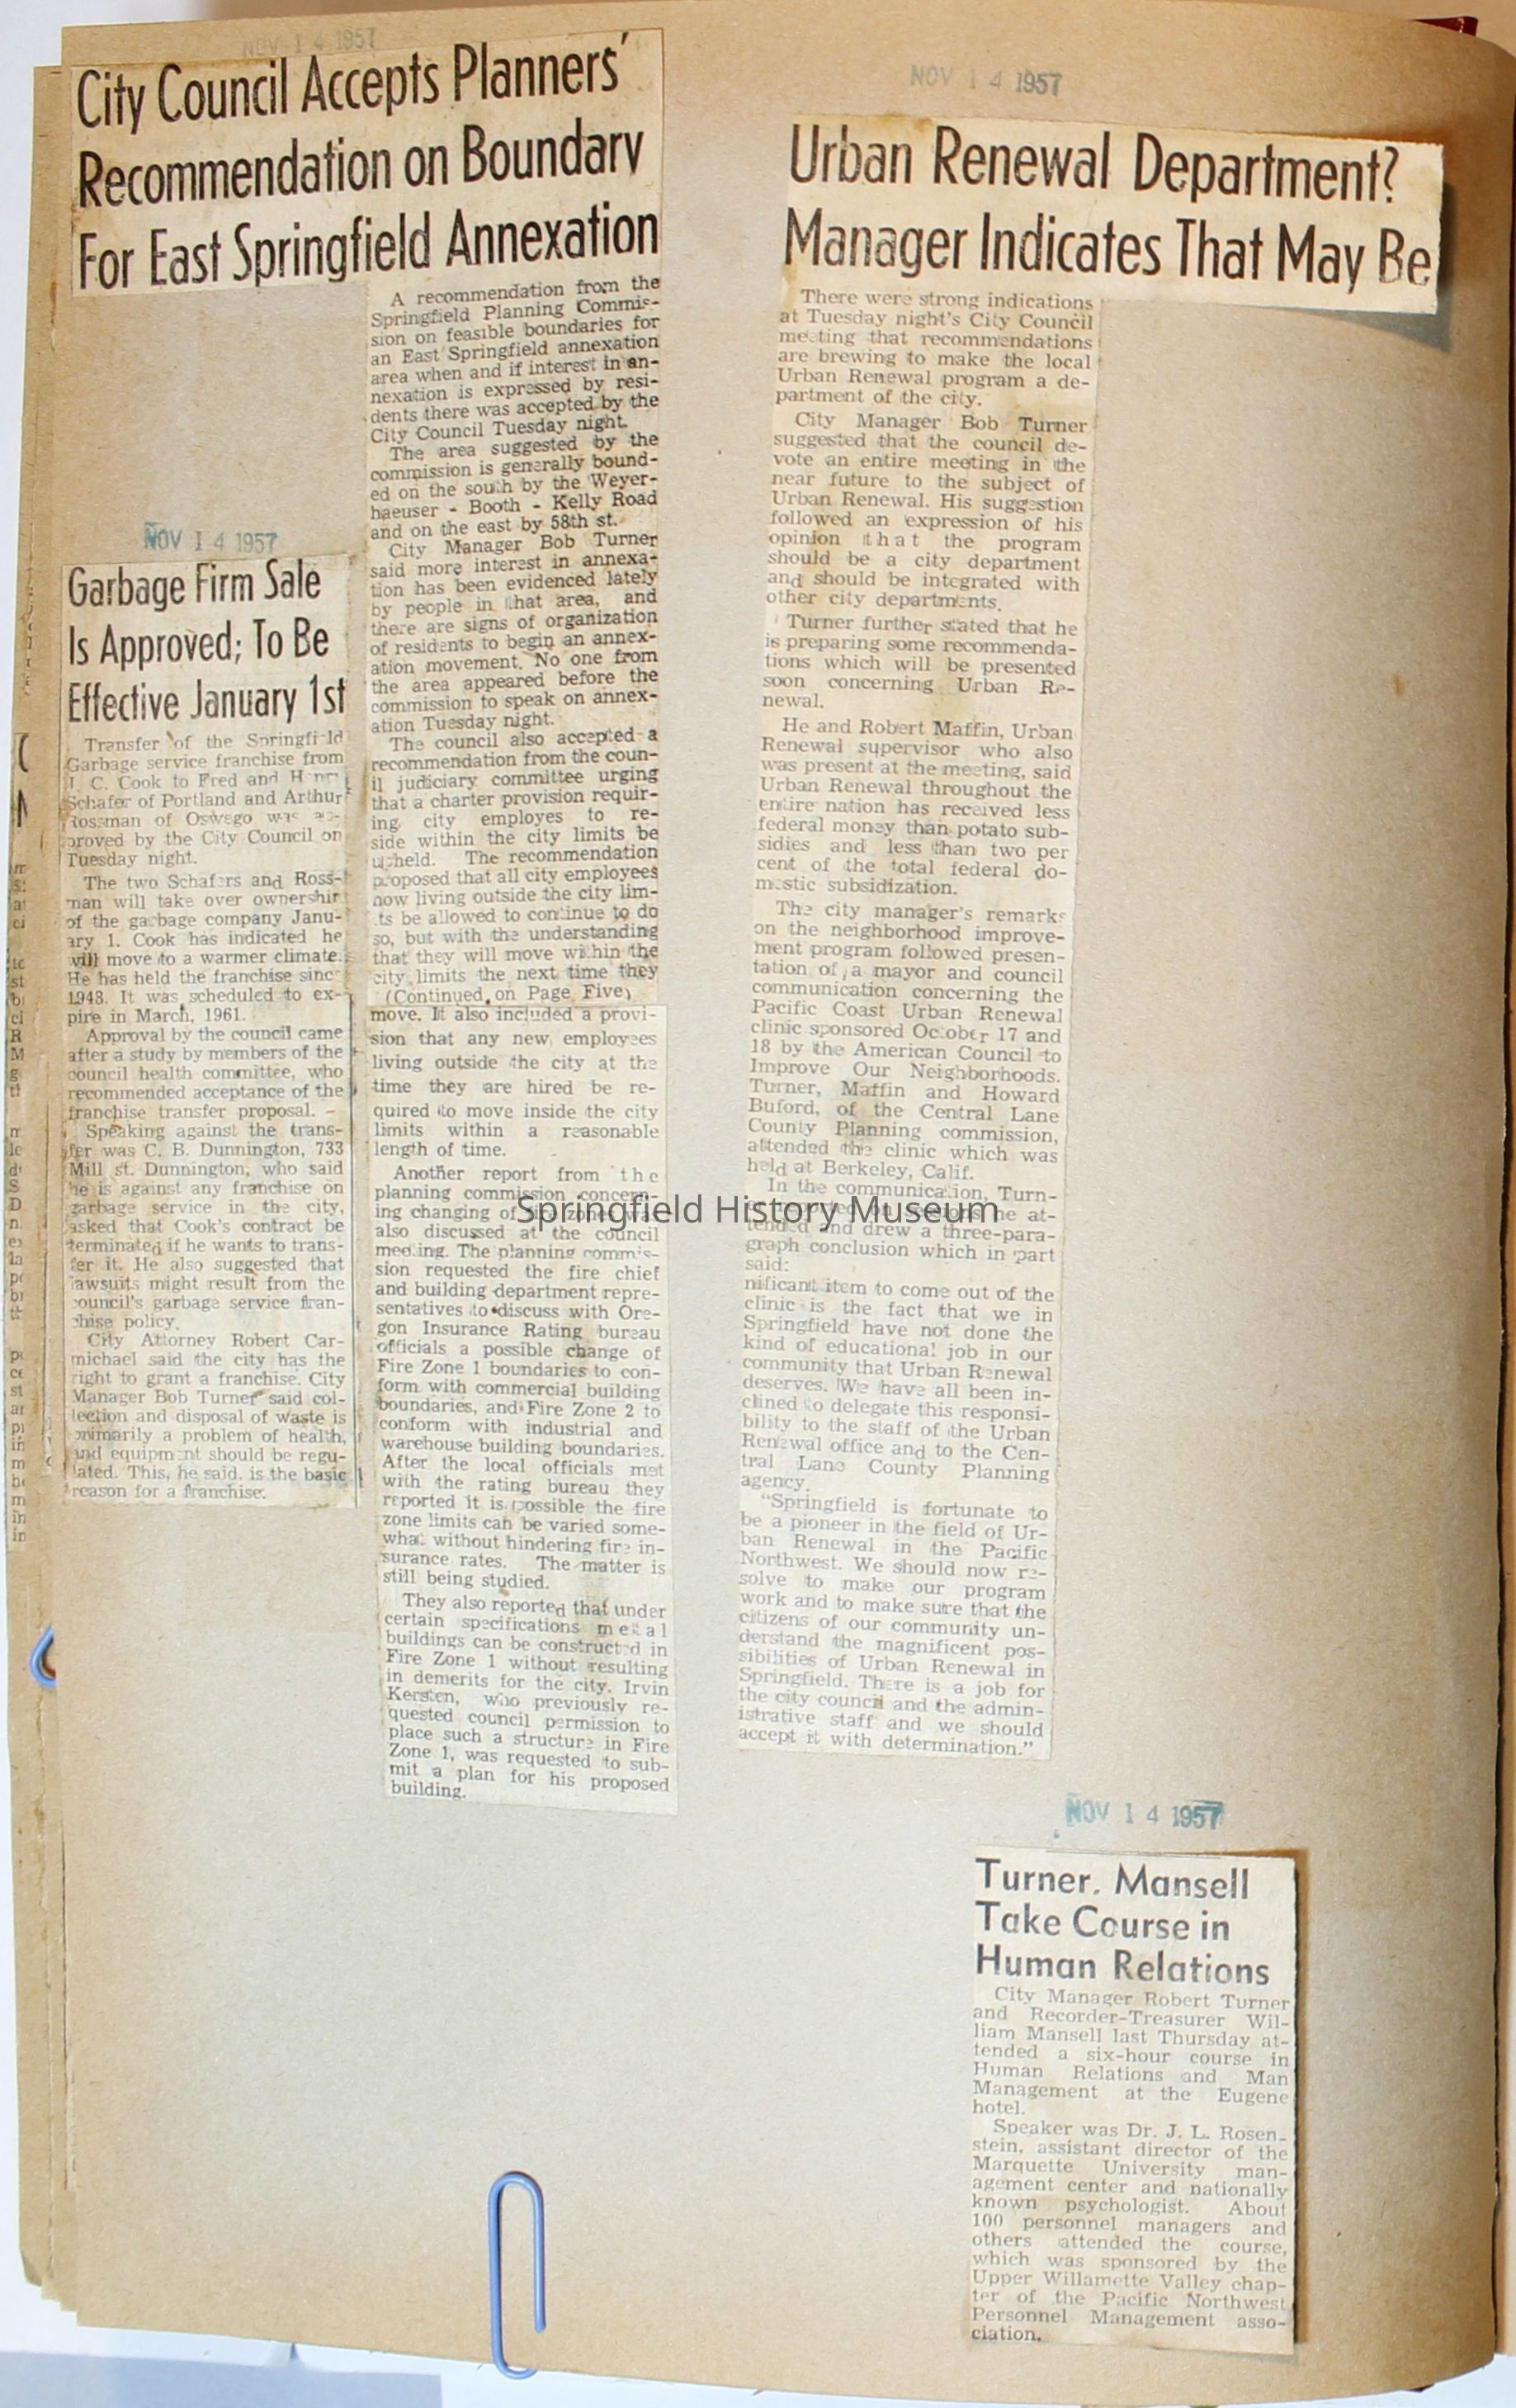 NOV 14 1957
City Council Accepts Planners'
Recommendation on Boundary
For East Springfield Annexation
A recommendation from the
Springfield Planning Commis-
sion on feasible boundaries for
an East Springfield annexation
area when and if interest in an-
nexation is expressed by resi-
dents there was accepted by the
City Council Tuesday night.
The area suggested by the
commission is generally bound-
ed on the south by the Weyer-
haeuser - Booth - Kelly Road
and on the east by 58th st.
City Manager Bob Turner
said more interest in annexa-
tion has been evidenced lately
by people in that area, and
there are signs of organization
of residents to begin an annex-
ation movement. No one from
the area appeared before the
commission to speak on annex-
ation Tuesday night.
The council also accepted a
recommendation from the coun-
il judiciary committee urging
that a charter provision requir-
ing city employes to re-
side within the city limits be
upheld. The recommendation
proposed that all city employees
now living outside the city lim-
ts be allowed to continue to do
so, but with the understanding
that they will move within the
city limits the next time they
(Continued on Page Five)
move. It also included a provi-
sion that any new employees
living outside the city at the
time they are hired be re-
quired to move inside the city
limits within a reasonable
length of time.
Another report from the
planning commission concern-
ing changing of fire zones was
also discussed at the council
meeting. The planning commis-
sion requested the fire chief
and building department repre-
sentatives to discuss with Ore-
gon Insurance Rating bureau
officials a possible change of
Fire Zone 1 boundaries to con-
form with commercial building
boundaries, and Fire Zone 2 to
conform with industrial and
warehouse building boundaries.
After the local officials met
with the rating bureau they
reported it is possible the fire
zone limits can be varied some-
what without hindering fire in-
surance rates. The matter is
still being studied.
They also reported that under
certain specifications metal
buildings can be constructed in
Fire Zone 1 without resulting
in demerits for the city. Irvin
Kersten, who previously re-
quested council permission to
place such a structure in Fire
Zone 1, was requested to sub-
mit a plan for his proposed
building.
NOV 14 1957
Garbage Firm Sale
Is Approved; To Be
Effective January 1st
Transfer of the Springfield
Garbage service franchise from
J. C. Cook to Fred and Henry
Schafer of Portland and Arthur
Rossman of Oswego was ap-
proved by the City Council on
Tuesday night.
The two Schafers and Ross-
man will take over ownership
of the garbage company Janu-
ary 1. Cook has indicated he
will move to a warmer climate.
He has held the franchise since
1948. It was scheduled to ex-
pire in March, 1961.
Approval by the council came
after a study by members of the
council health committee, who
recommended acceptance of the
franchise transfer proposal.
Speaking against the trans-
fer was C. B. Dunnington, 733
Mill st. Dunnington, who said
he is against any franchise on
garbage service in the city,
asked that Cook's contract be
terminated if he wants to trans-
fer it. He also suggested that
lawsuits might result from the
council's garbage service fran-
chise policy.
City Attorney Robert Car-
michael said the city has the
right to grant a franchise. City
Manager Bob Turner said col-
lection and disposal of waste is
primarily a problem of health,
and equipment should be regu-
lated. This, he said, is the basic
reason for a franchise.
NOV 14 1957
Urban Renewal Department?
Manager Indicates That May Be
There were strong indications
at Tuesday night's City Council
meeting that recommendations
are brewing to make the local
Urban Renewal program a de-
partment of the city.
City Manager Bob Turner
suggested that the council de-
vote an entire meeting in the
near future to the subject of
Urban Renewal. His suggestion
followed an expression of his
opinion that the program
should be a city department
and should be integrated with
other city departments.
Turner further stated that he
is preparing some recommenda-
tions which will be presented
soon concerning Urban Re-
newal.
He and Robert Maffin, Urban
Renewal supervisor who also
was present at the meeting, said
Urban Renewal throughout the
entire nation has received less
federal money than potato sub-
sidies and less than two per
cent of the total federal do-
mestic subsidization.
The city manager's remarks
on the neighborhood improve-
ment program followed presen-
tation of a mayor and council
communication concerning the
Pacific Coast Urban Renewal
clinic sponsored October 17 and
18 by the American Council to
Improve Our Neighborhoods.
Turner, Maffin and Howard
Buford, of the Central Lane
County Planning commission,
attended the clinic which was
held at Berkeley, Calif.
In the communication, Turn-
he at-
tended and drew a three-para-
graph conclusion which in part
said:
nificant item to come out of the
clinic is the fact that we in
Springfield have not done the
kind of educational job in our
community that Urban Renewal
deserves. We have all been in-
clined to delegate this responsi-
bility to the staff of the Urban
Renewal office and to the Cen-
tral Lane County Planning
agency.
"Springfield is fortunate to
be a pioneer in the field of Ur-
ban Renewal in the Pacific
Northwest. We should now re-
solve to make our program
work and to make sure that the
citizens of our community un-
derstand the magnificent pos-
sibilities of Urban Renewal in
Springfield. There is a job for
the city council and the admin-
istrative staff and we should
accept it with determination."
Springfield History Museum
NOV 14 1957
Turner, Mansell
Take Course in
Human Relations
City Manager Robert Turner
and Recorder-Treasurer Wil-
liam Mansell last Thursday at-
tended a six-hour course in
Human Relations and Man
Management at the Eugene
hotel.
Speaker was Dr. J. L. Rosen-
stein, assistant director of the
Marquette University man-
agement center and nationally
known psychologist. About
100 personnel managers and
others attended the course,
which was sponsored by the
Upper Willamette Valley chap-
ter of the Pacific Northwest
Personnel Management asso-
ciation.